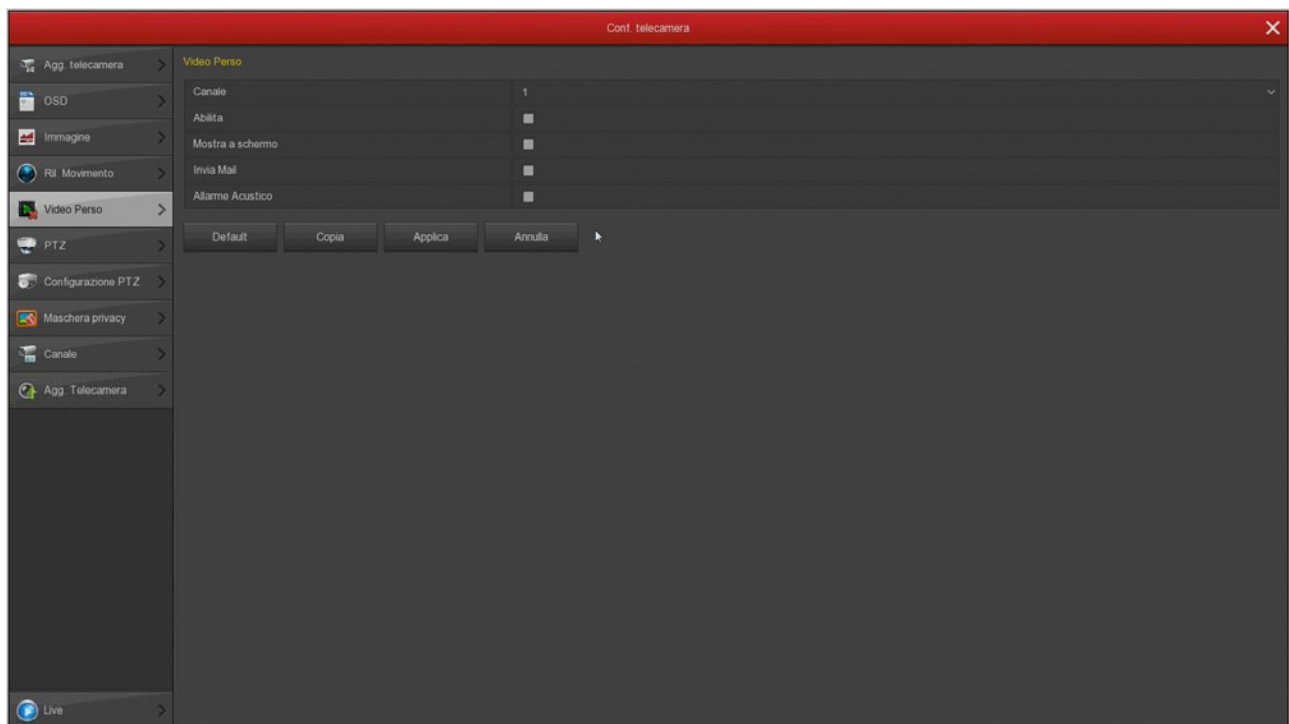 Conf. telecamera
Agg. telecamera
OSD
Immagine
Ril. Movimento
Video Perso
PTZ
Configurazione PTZ
Maschera privacy
Canale
Agg. Telecamera
Live
Video Perso
Canale 1
Abilita
Mostra a schermo
Invia Mail
Allarme Acustico
Default Copia Applica Annulla